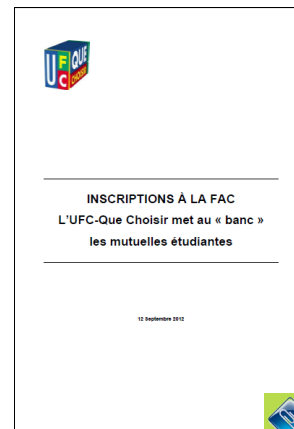 UFC QUE CHOISIR
INSCRIPTIONS À LA FAC
L'UFC-Que Choisir met au « banc »
les mutuelles étudiantes
12 Septembre 2012